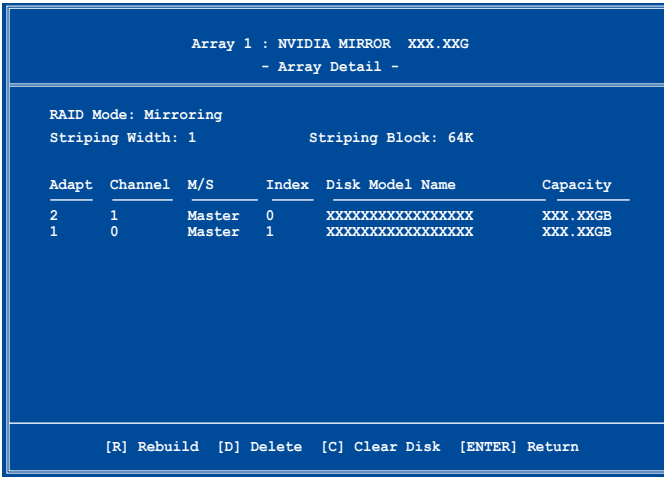 Array 1 : NVIDIA MIRROR XXX.XXG
- Array Detail -
RAID Mode: Mirroring
Striping Width: 1 Striping Block: 64K
Adapt Channel M/S Index Disk Model Name Capacity
2 1 Master 0 XXXXXXXXXXXXXXXXX XXX.XXGB
1 0 Master 1 XXXXXXXXXXXXXXXXX XXX.XXGB
[R] Rebuild [D] Delete [C] Clear Disk [ENTER] Return